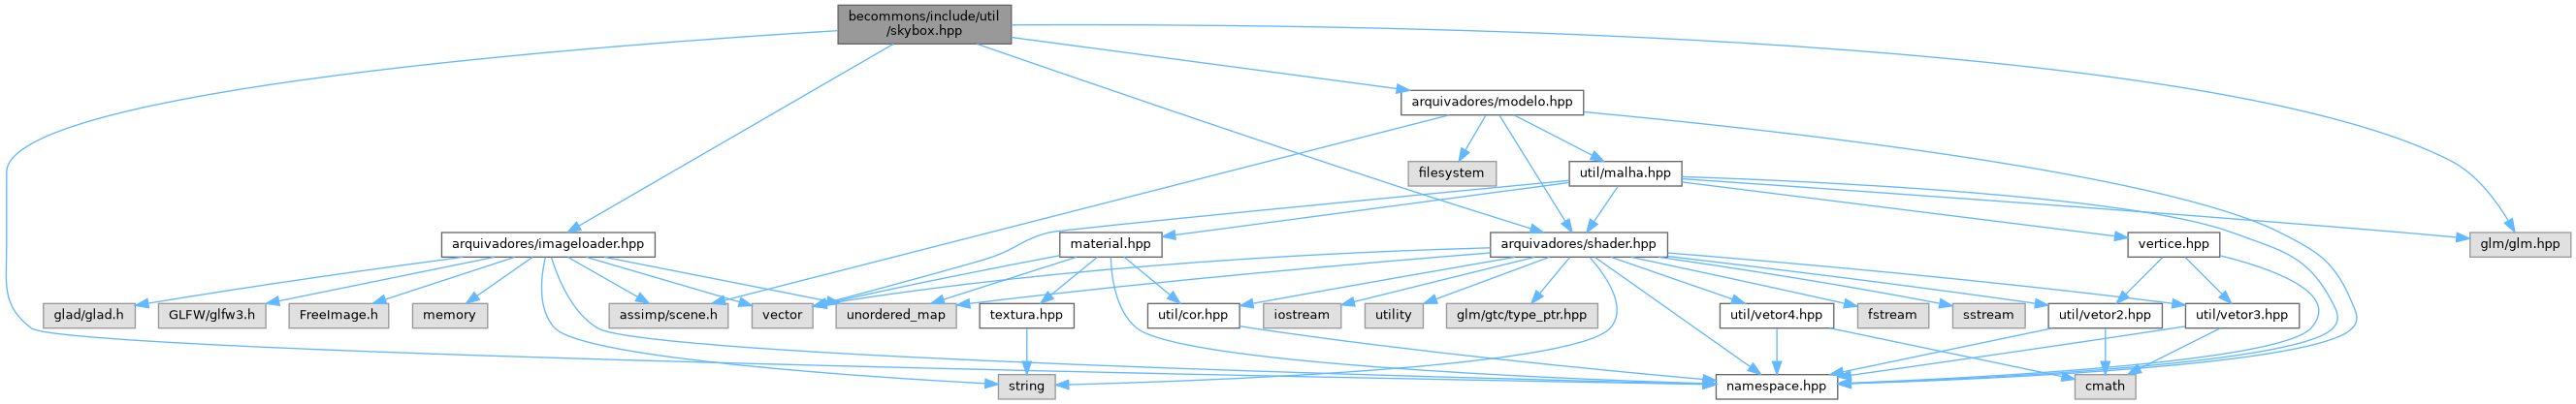 becommons/include/util
/skybox.hpp
arquivadores/modelo.hpp
filesystem
util/malha.hpp
arquivadores/imageloader.hpp
material.hpp
arquivadores/shader.hpp
vertice.hpp
glm/glm.hpp
glad/glad.h
GLFW/glfw3.h
FreeImage.h
memory
assimp/scene.h
vector
unordered_map
textura.hpp
util/cor.hpp
iostream
utility
glm/gtc/type_ptr.hpp
util/vetor4.hpp
fstream
sstream
util/vetor2.hpp
util/vetor3.hpp
string
namespace.hpp
cmath